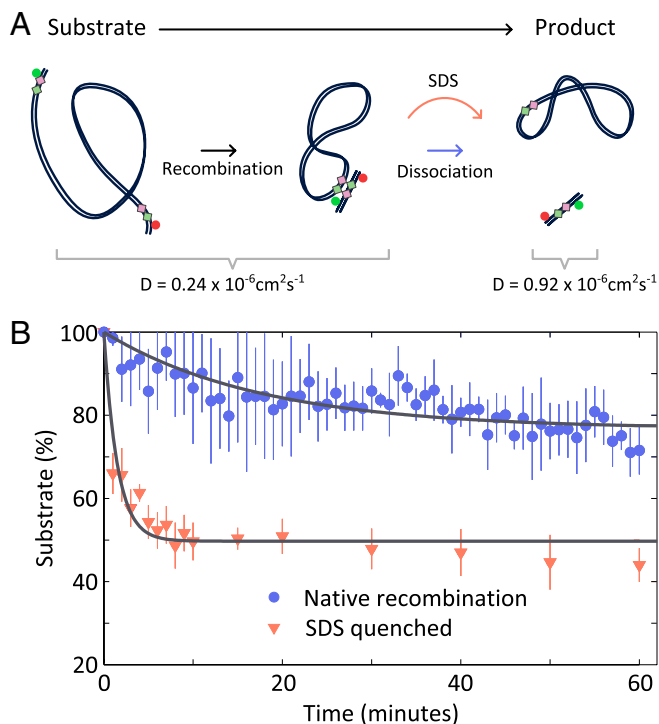 A Substrate Product
SDS
Recombination Dissociation
D = 0.24 x 10⁻⁶cm²s⁻¹ D = 0.92 x 10⁻⁶cm²s⁻¹
B
100
80
60
40
20
Substrate (%)
Native recombination
SDS quenched
0 20 40 60
Time (minutes)